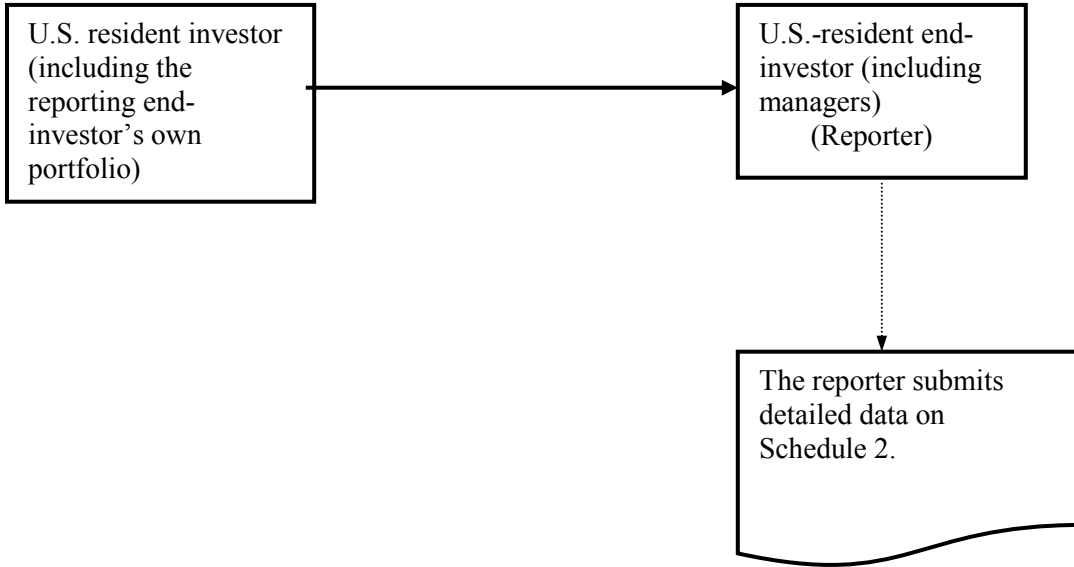 U.S. resident investor
(including the
reporting end-
investor’s own
portfolio)
U.S.-resident end-
investor (including
managers)
(Reporter)
The reporter submits
detailed data on
Schedule 2.